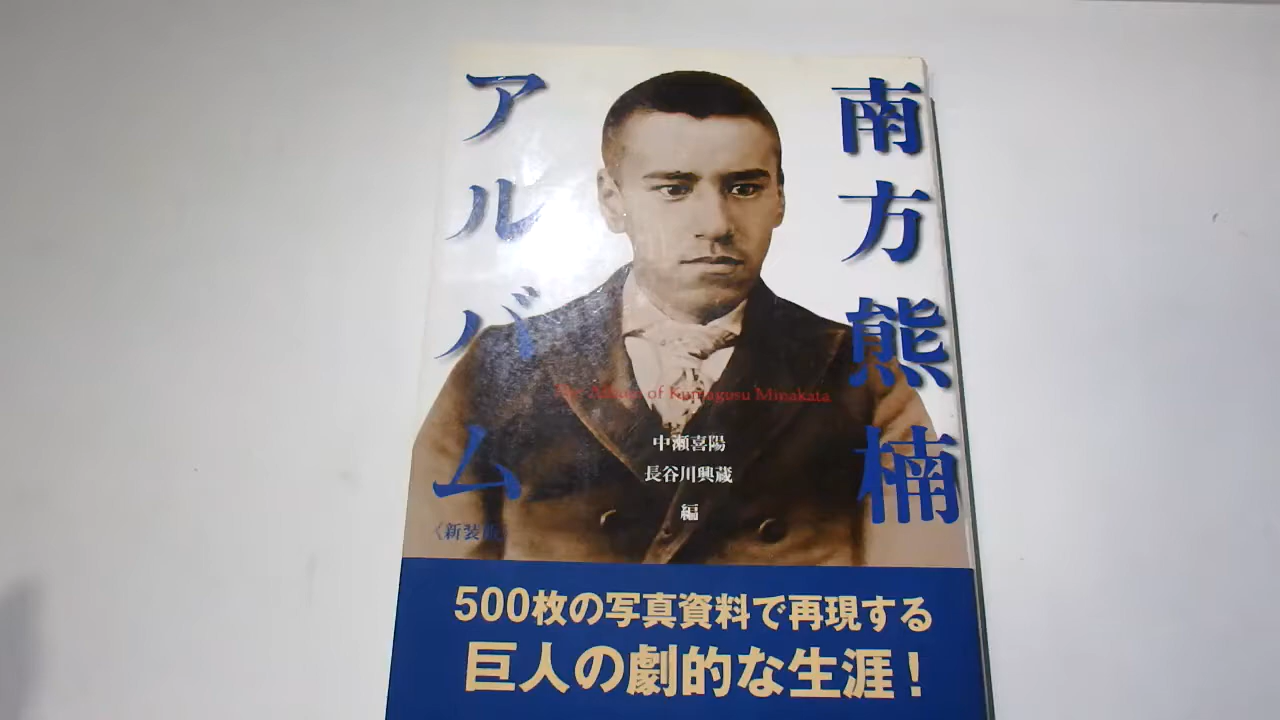 南方熊楠
アルバム
〈新装版〉
The Album of Kumagusu Minakata
中瀬喜陽
長谷川興蔵
編
500枚の写真資料で再現する
巨人の劇的な生涯!